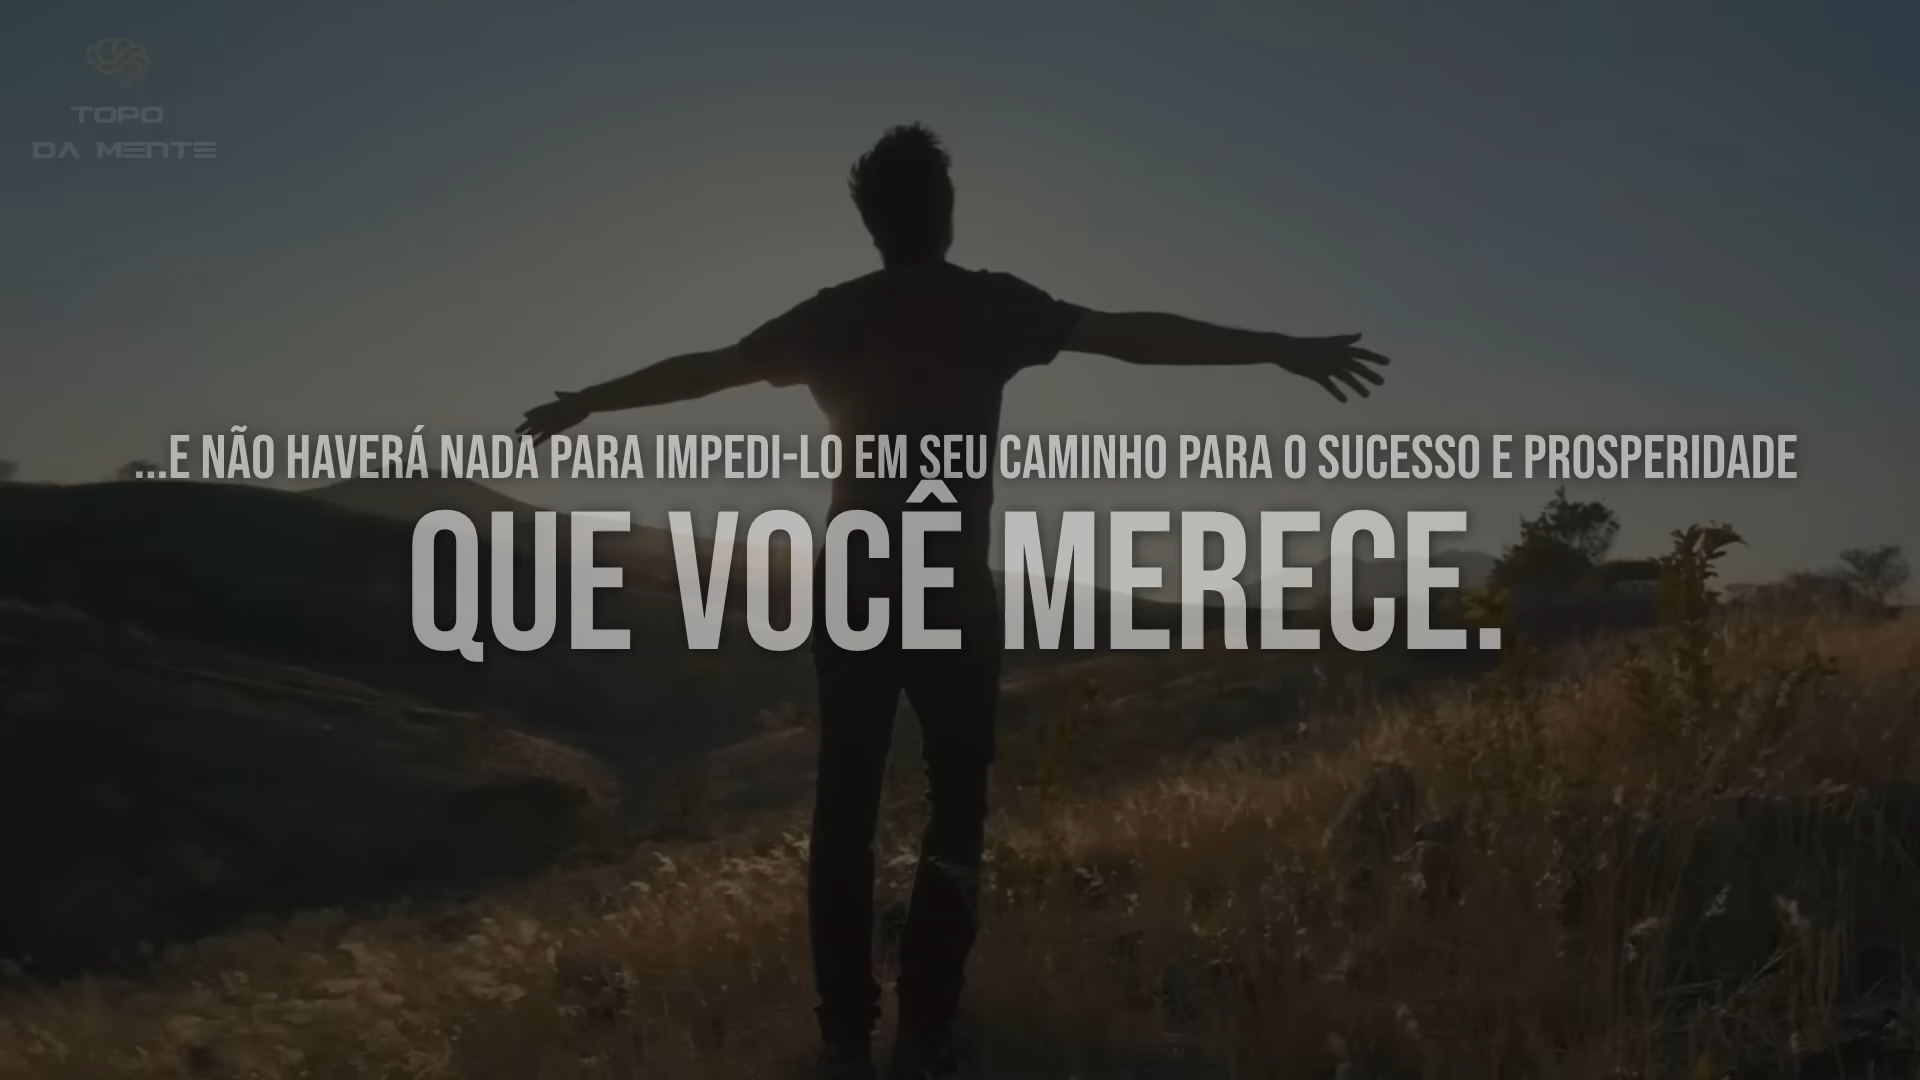 TOPO
DA MENTE
...E NÃO HAVERÁ NADA PARA IMPEDI-LO EM SEU CAMINHO PARA O SUCESSO E PROSPERIDADE
QUE VOCÊ MERECE.